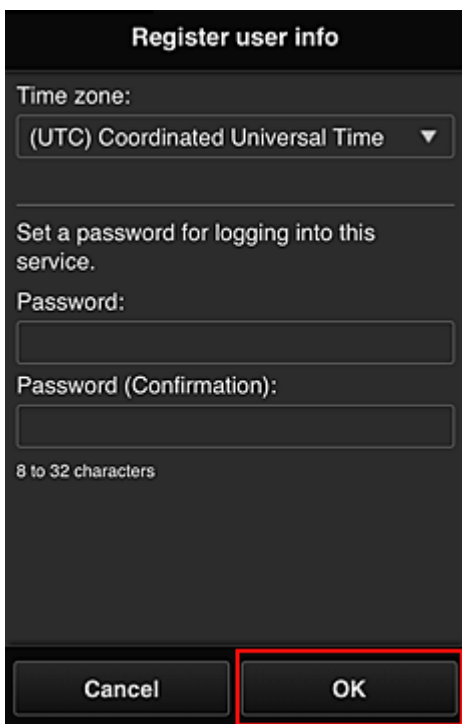 Register user info
Time zone:
(UTC) Coordinated Universal Time
Set a password for logging into this
service.
Password:
Password (Confirmation):
8 to 32 characters
Cancel
OK